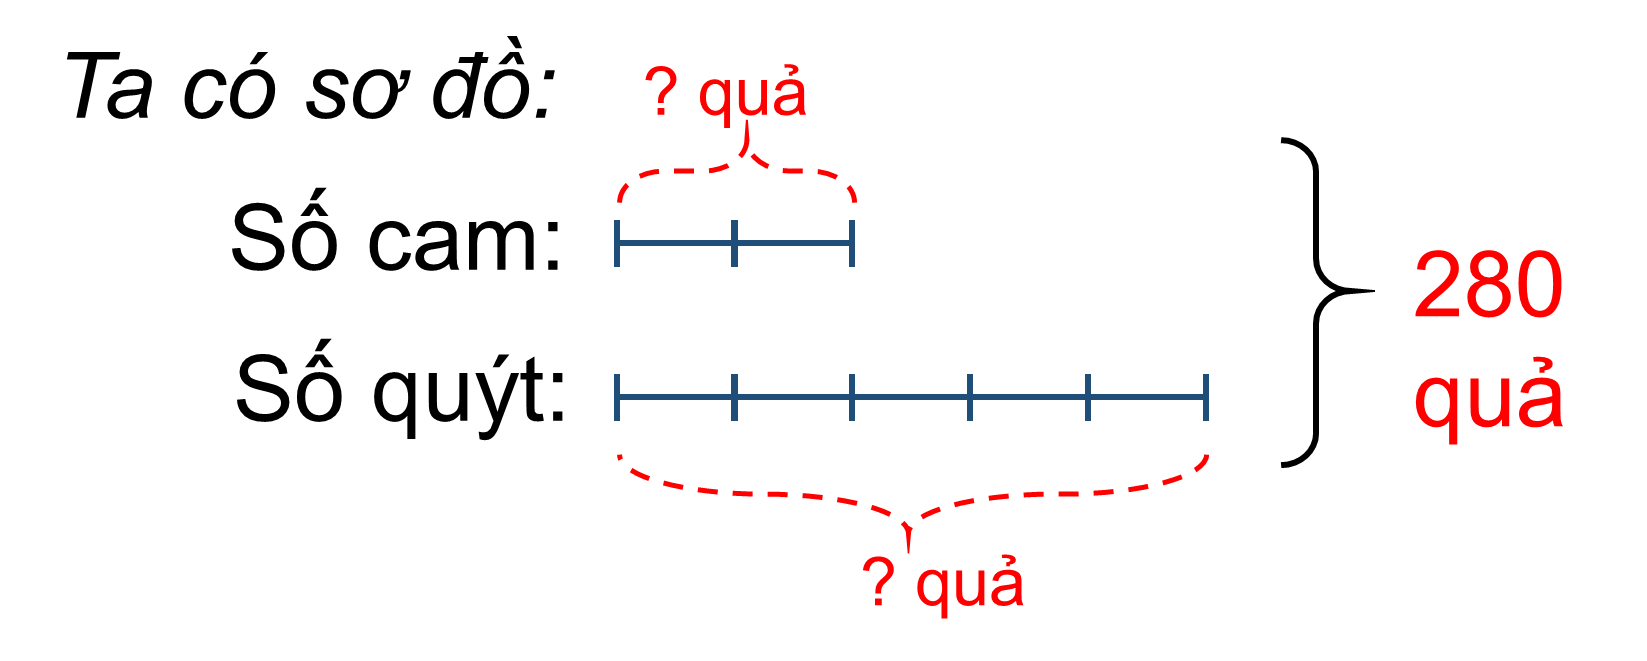 Ta có sơ đồ:
? quả
Số cam:
Số quýt:
280
quả
? quả